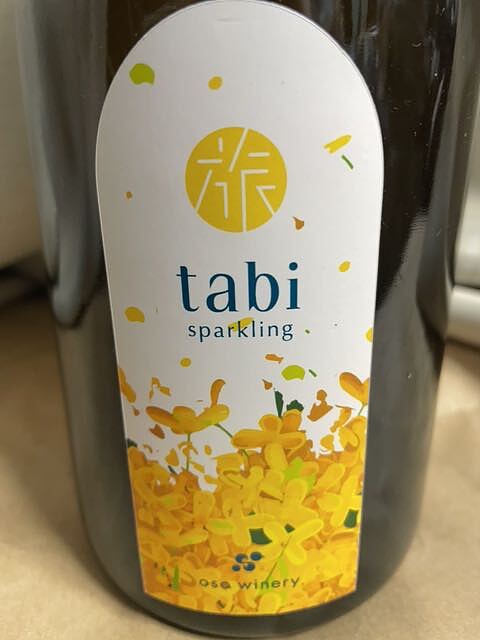 旅
tabi
sparkling
ose winery